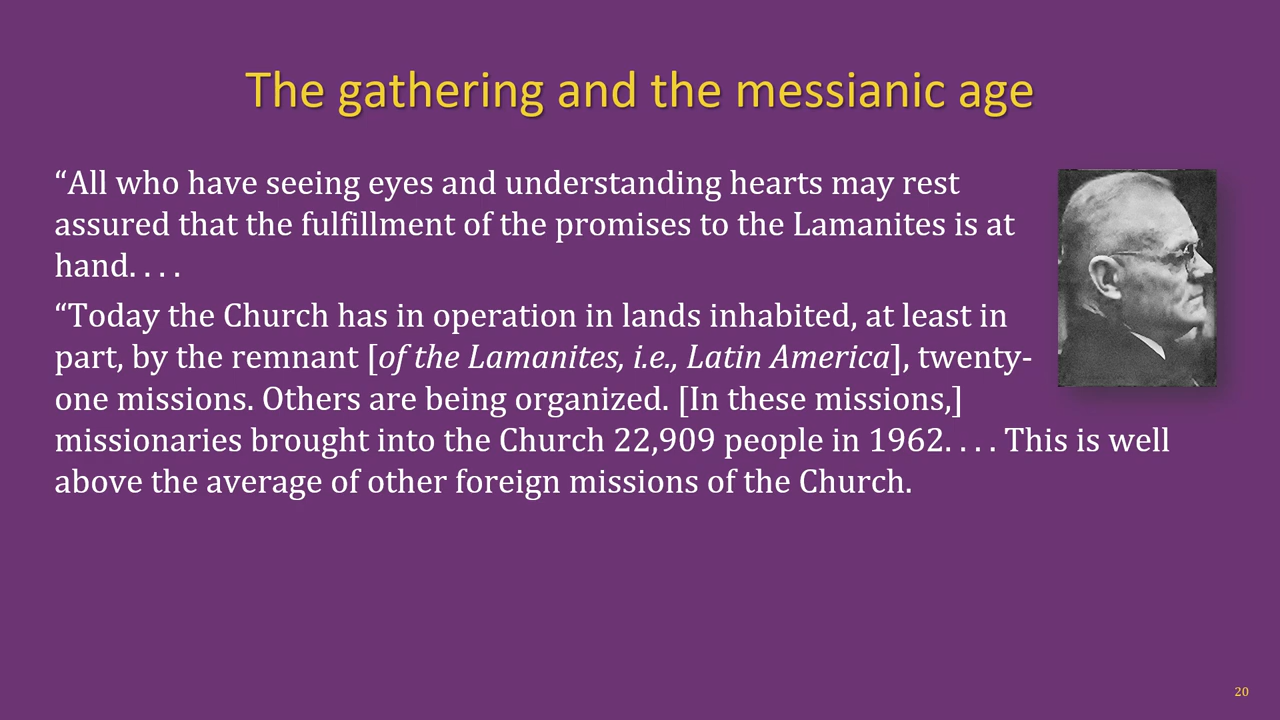 The gathering and the messianic age
“All who have seeing eyes and understanding hearts may rest
assured that the fulfillment of the promises to the Lamanites is at
hand. . . .
“Today the Church has in operation in lands inhabited, at least in
part, by the remnant [of the Lamanites, i.e., Latin America], twenty-
one missions. Others are being organized. [In these missions,]
missionaries brought into the Church 22,909 people in 1962. . . . This is well
above the average of other foreign missions of the Church.
20